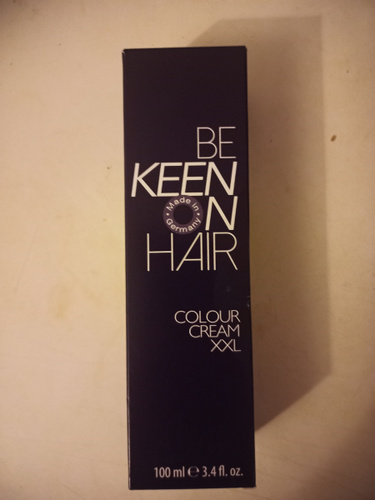 BE
KEEN
ON
Made in
Germany
HAIR
COLOUR
CREAM
XXL
100 ml ℮ 3.4 fl. oz.